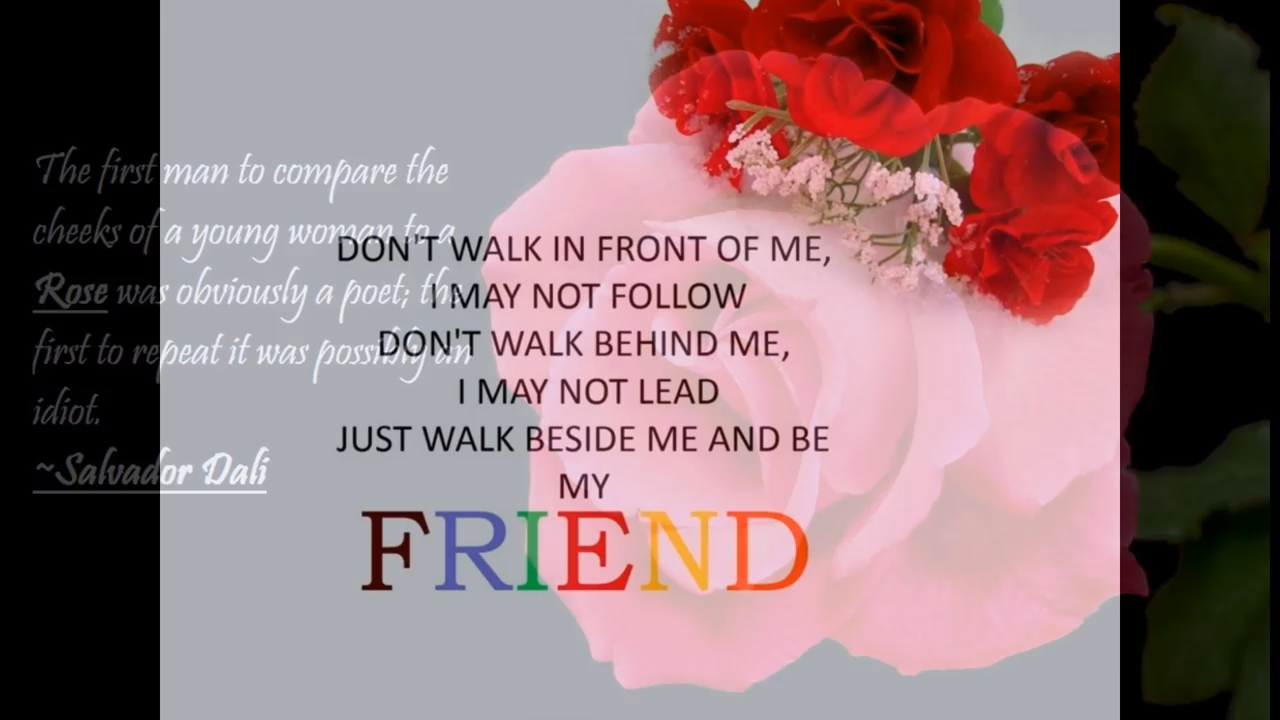 The first man to compare the
cheeks of a young woman to a
Rose was obviously a poet; the
first to repeat it was possibly an
idiot.
~Salvador Dalí
DON'T WALK IN FRONT OF ME,
I MAY NOT FOLLOW
DON'T WALK BEHIND ME,
I MAY NOT LEAD
JUST WALK BESIDE ME AND BE
MY
FRIEND